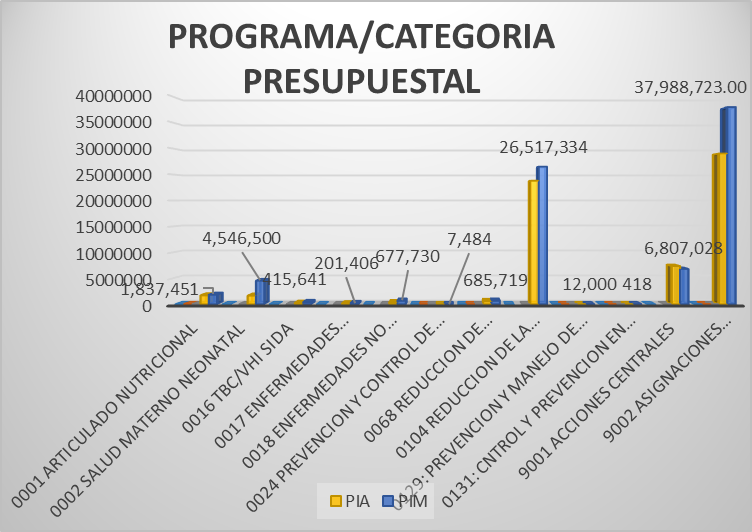 PROGRAMA/CATEGORIA
PRESUPUESTAL
40000000
35000000
30000000
25000000
20000000
15000000
10000000
5000000
0
1,837,451
4,546,500
415,641
201,406
677,730
7,484
685,719
26,517,334
12,000
418
6,807,028
37,988,723.00
0001 ARTICULADO NUTRICIONAL
0002 SALUD MATERNO NEONATAL
0016 TBC/VHI SIDA
0017 ENFERMEDADES...
0018 ENFERMEDADES NO...
0024 PREVENCION Y CONTROL DE...
0068 REDUCCION DE...
0104 REDUCCION DE LA...
0129: PREVENCION Y MANEJO DE...
0131: CNTROL Y PREVENCION EN...
9001 ACCIONES CENTRALES
9002 ASIGNACIONES...
PIA
PIM